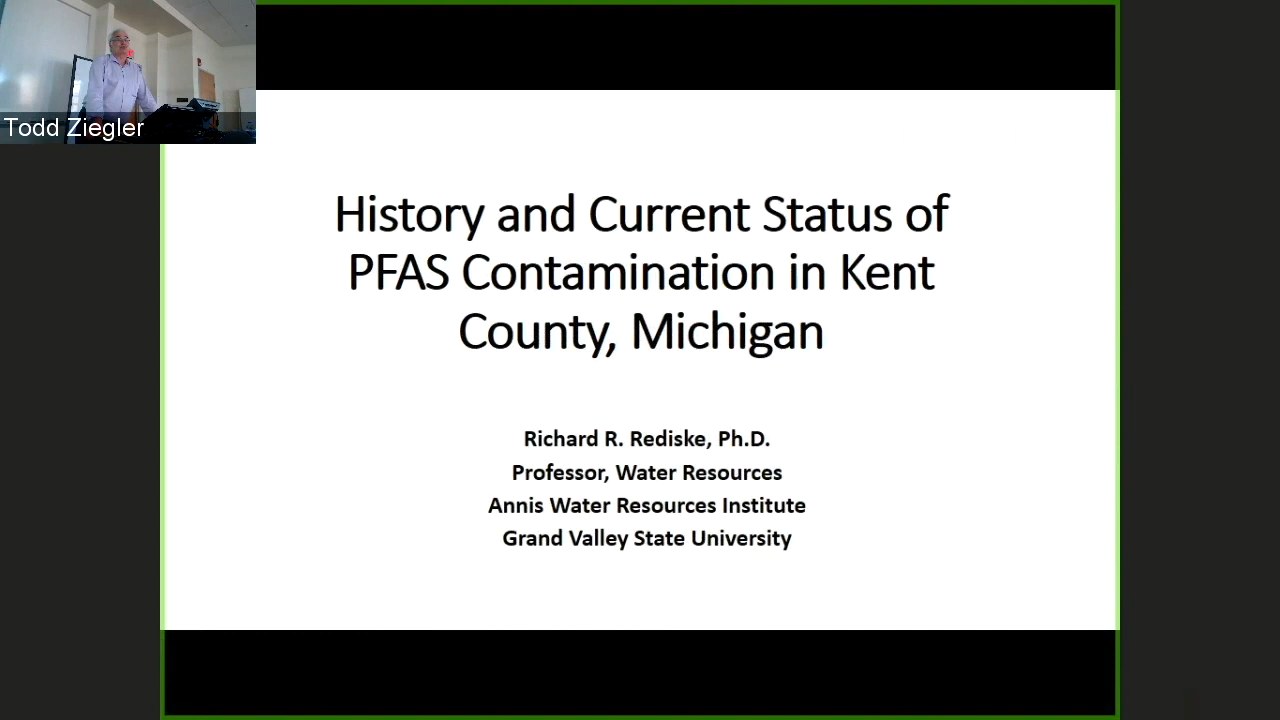 Todd Ziegler
History and Current Status of
PFAS Contamination in Kent
County, Michigan
Richard R. Rediske, Ph.D.
Professor, Water Resources
Annis Water Resources Institute
Grand Valley State University